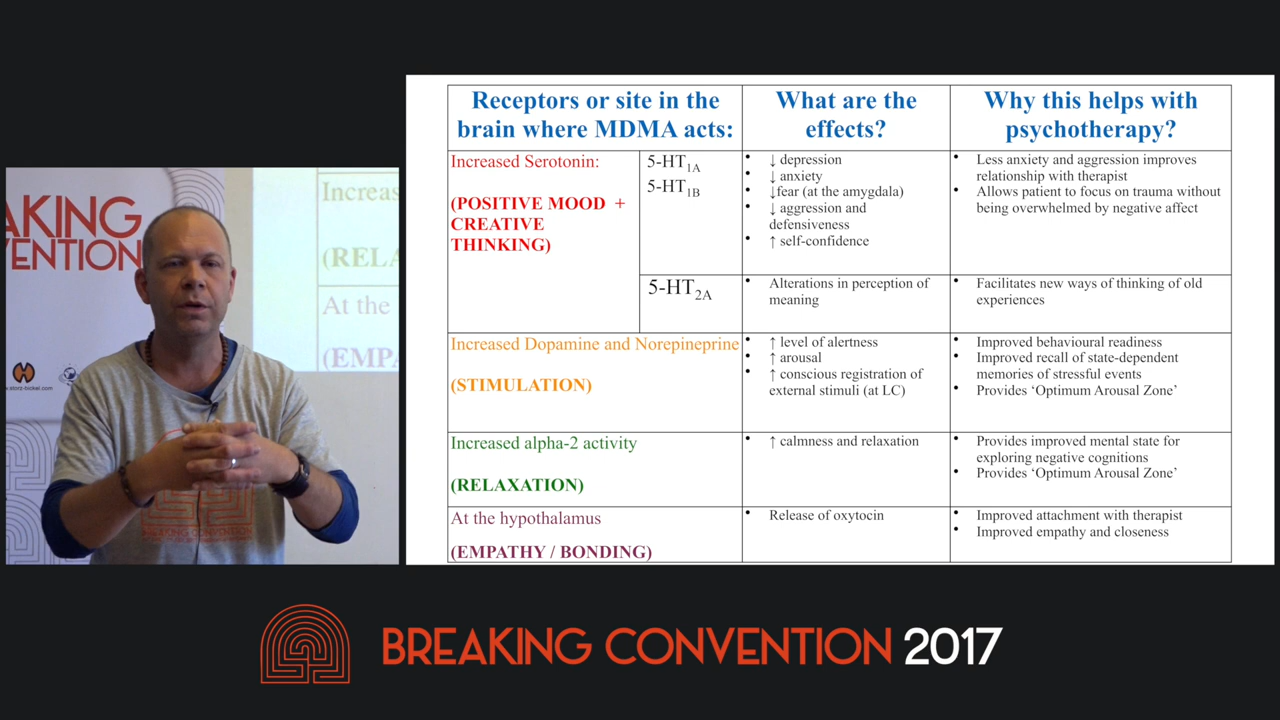 AKING
ENTION
www.storz-bickel.com
Increas
(RELA
At the
(EMPA
BREAKING CONVENTION
Receptors or site in the
brain where MDMA acts:
What are the
effects?
Why this helps with
psychotherapy?
Increased Serotonin:
(POSITIVE MOOD +
CREATIVE
THINKING)
5-HT1A
5-HT1B
• ↓ depression
• ↓ anxiety
• ↓fear (at the amygdala)
• ↓ aggression and
defensiveness
• ↑ self-confidence
• Less anxiety and aggression improves
relationship with therapist
• Allows patient to focus on trauma without
being overwhelmed by negative affect
5-HT2A
• Alterations in perception of
meaning
• Facilitates new ways of thinking of old
experiences
Increased Dopamine and Norepineprine
(STIMULATION)
• ↑ level of alertness
• ↑ arousal
• ↑ conscious registration of
external stimuli (at LC)
• Improved behavioural readiness
• Improved recall of state-dependent
memories of stressful events
• Provides ‘Optimum Arousal Zone’
Increased alpha-2 activity
(RELAXATION)
• ↑ calmness and relaxation
• Provides improved mental state for
exploring negative cognitions
• Provides ‘Optimum Arousal Zone’
At the hypothalamus
(EMPATHY / BONDING)
• Release of oxytocin
• Improved attachment with therapist
• Improved empathy and closeness
BREAKING CONVENTION 2017